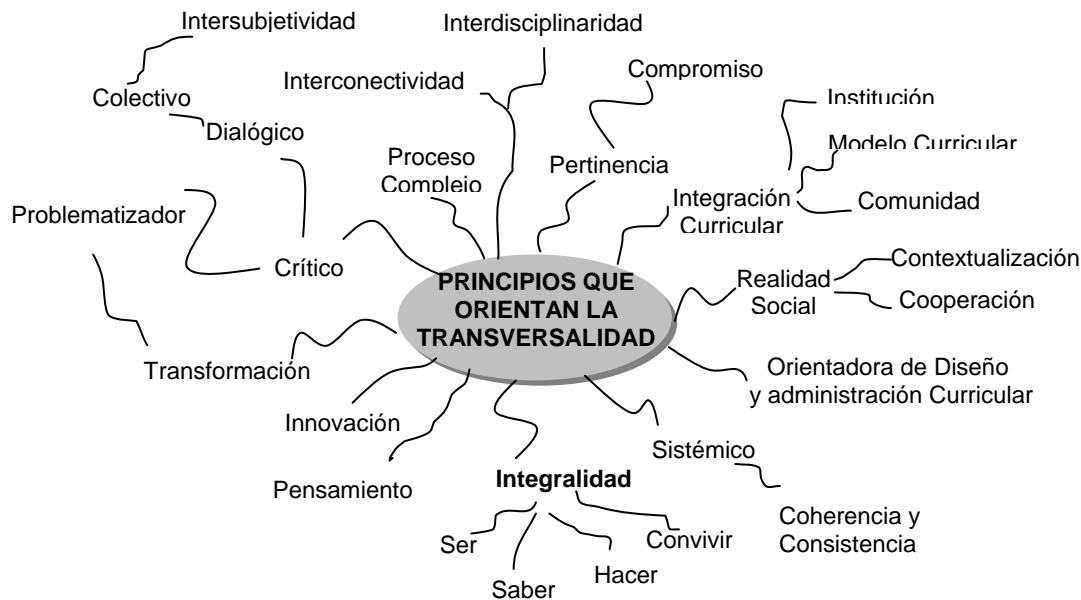 Intersubjetividad
Interdisciplinaridad
Interconectividad
Compromiso
Colectivo
Institución
Dialógico
Modelo Curricular
Proceso
Complejo
Pertinencia
Integración
Curricular
Comunidad
Problematizador
Crítico
Contextualización
PRINCIPIOS QUE
ORIENTAN LA
TRANSVERSALIDAD
Realidad
Social
Cooperación
Transformación
Orientadora de Diseño
y administración Curricular
Innovación
Sistémico
Pensamiento
Integralidad
Coherencia y
Consistencia
Ser
Saber
Hacer
Convivir